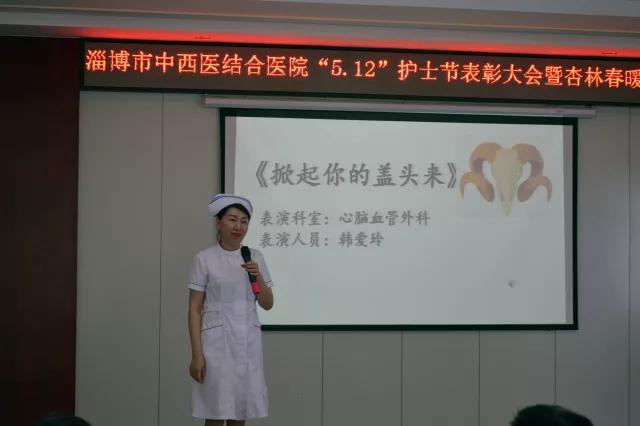 淄博市中西医结合医院“5.12”护士节表彰大会暨杏林春暖
《掀起你的盖头来》
表演科室：心脑血管外科
表演人员：韩爱玲